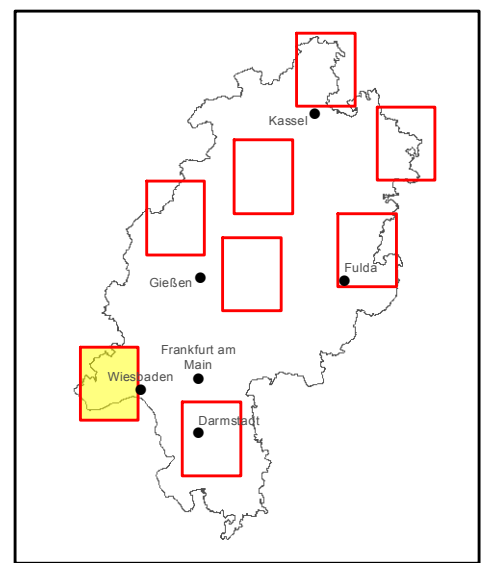 Kassel
Fulda
Gießen
Frankfurt am
Main
Wiesbaden
Darmstadt